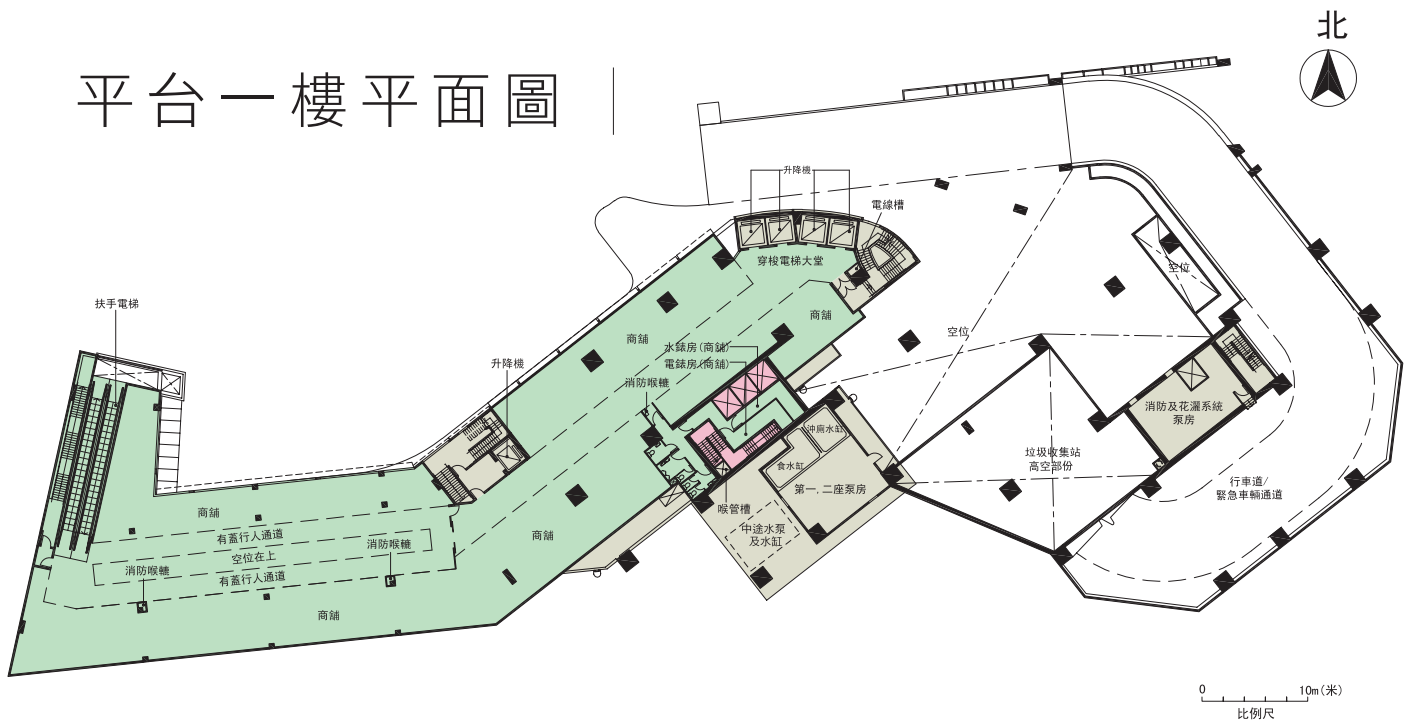 北
平台一樓平面圖
升降機
電線槽
穿梭電梯大堂
空位
扶手電梯
商舖
商舖
空位
水錶房(商舖)
電錶房(商舖)
升降機
消防喉轆
消防及花灑系統
泵房
沖廁水缸
食水缸
垃圾收集站
高空部份
第一. 二座泵房
行車道/
緊急車輛通道
喉管槽
商舖
中途水泵
及水缸
商舖
有蓋行人通道
消防喉轆
空位在上
消防喉轆
有蓋行人通道
商舖
0
10m(米)
比例尺